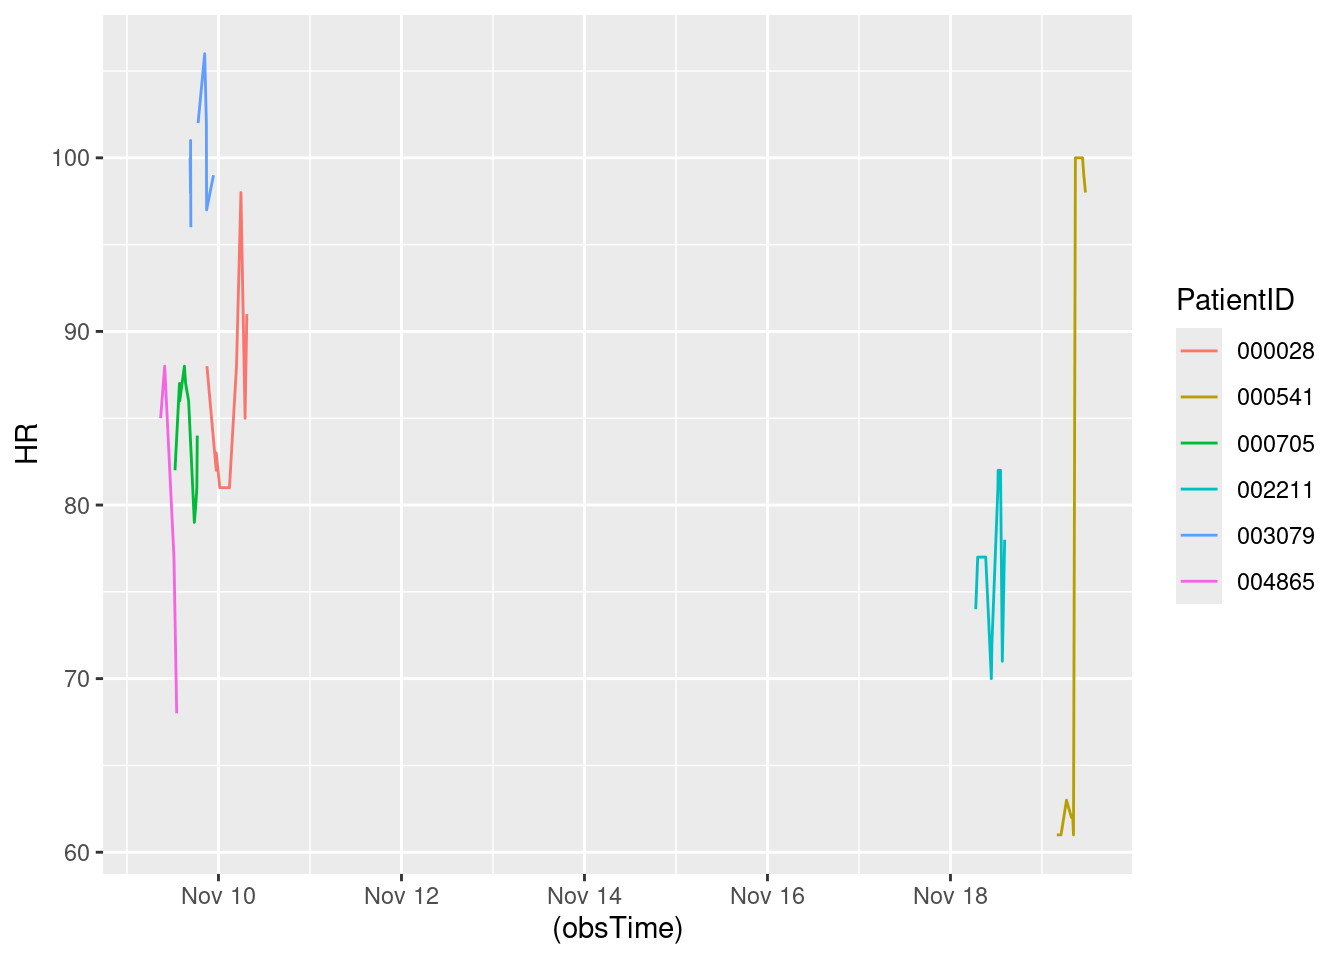 HR
100
90
80
70
60
Nov 10
Nov 12
Nov 14
Nov 16
Nov 18
(obsTime)
PatientID
000028
000541
000705
002211
003079
004865